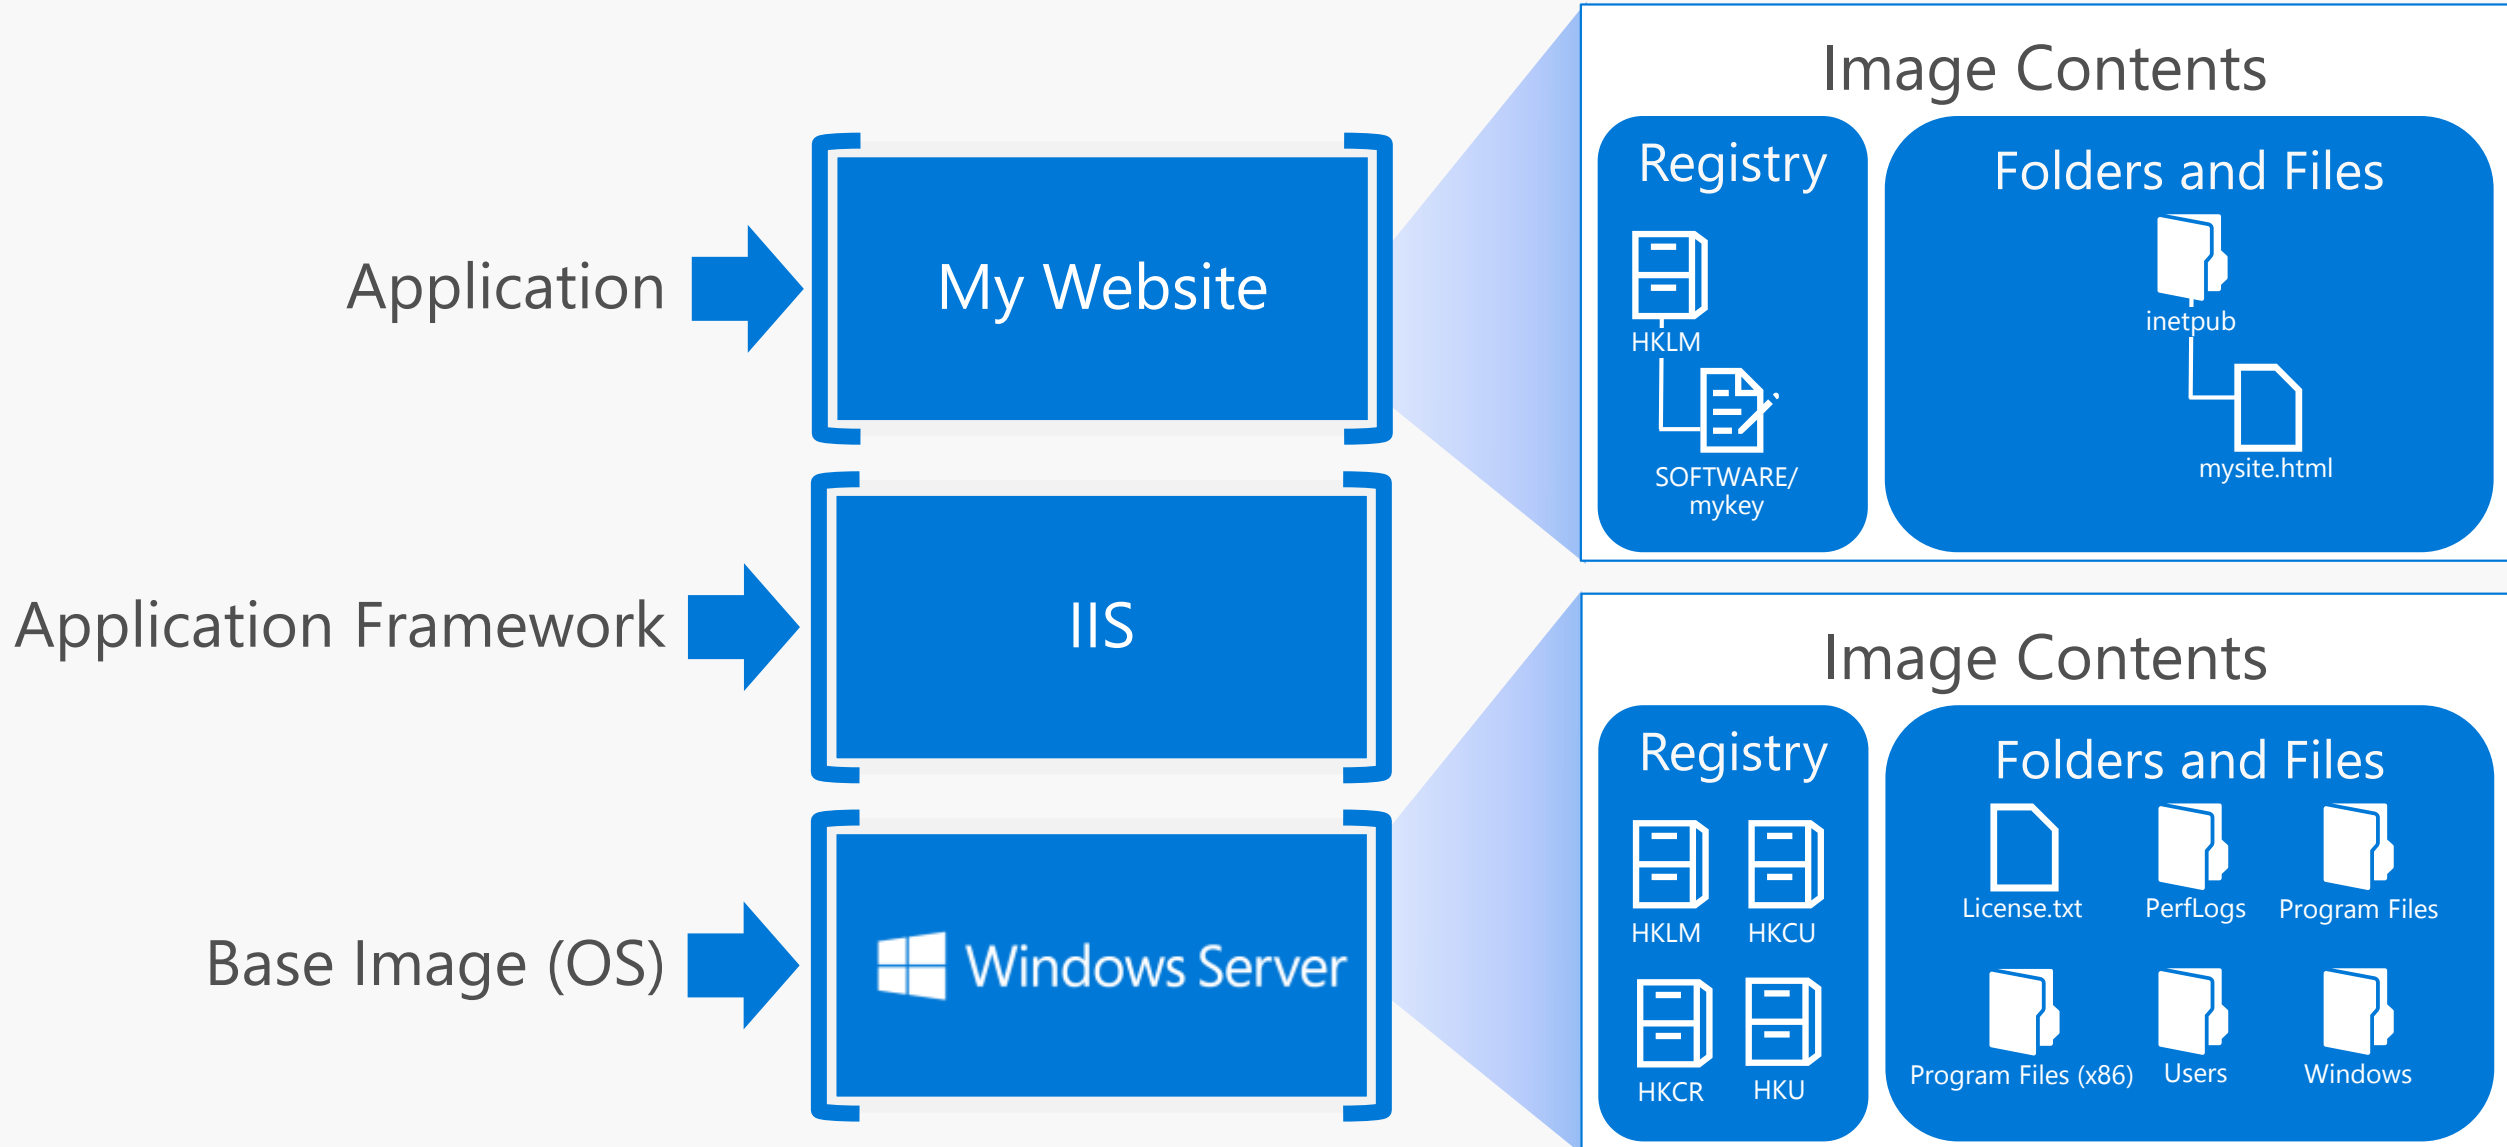 Application
My Website
Application Framework
IIS
Base Image (OS)
Windows Server
Image Contents
Registry
HKLM
SOFTWARE/
mykey
Folders and Files
inetpub
mysite.html
Image Contents
Registry
HKLM
HKCU
HKCR
HKU
Folders and Files
License.txt
PerfLogs
Program Files
Program Files (x86)
Users
Windows